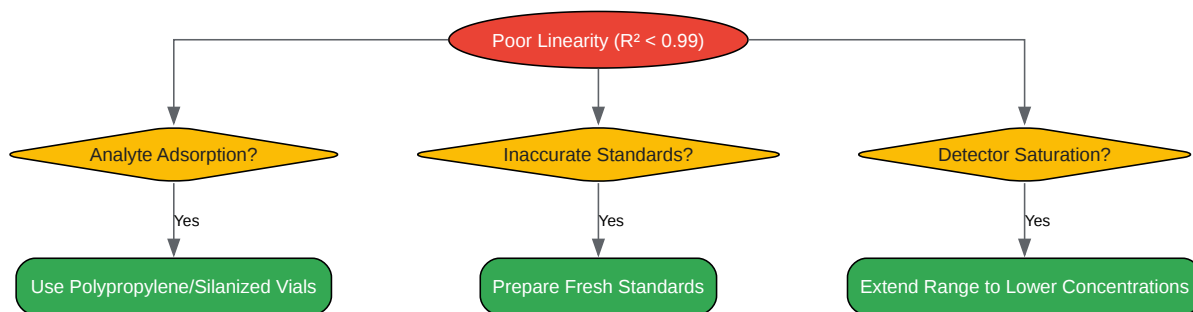 Poor Linearity (R² < 0.99)
Analyte Adsorption?
Inaccurate Standards?
Detector Saturation?
Yes
Yes
Yes
Use Polypropylene/Silanized Vials
Prepare Fresh Standards
Extend Range to Lower Concentrations